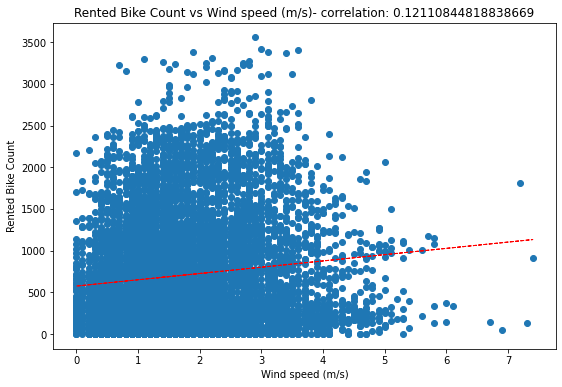 Rented Bike Count vs Wind speed (m/s)- correlation: 0.12110844818838669
3500
3000
2500
2000
1500
1000
500
0
Rented Bike Count
0 1 2 3 4 5 6 7
Wind speed (m/s)